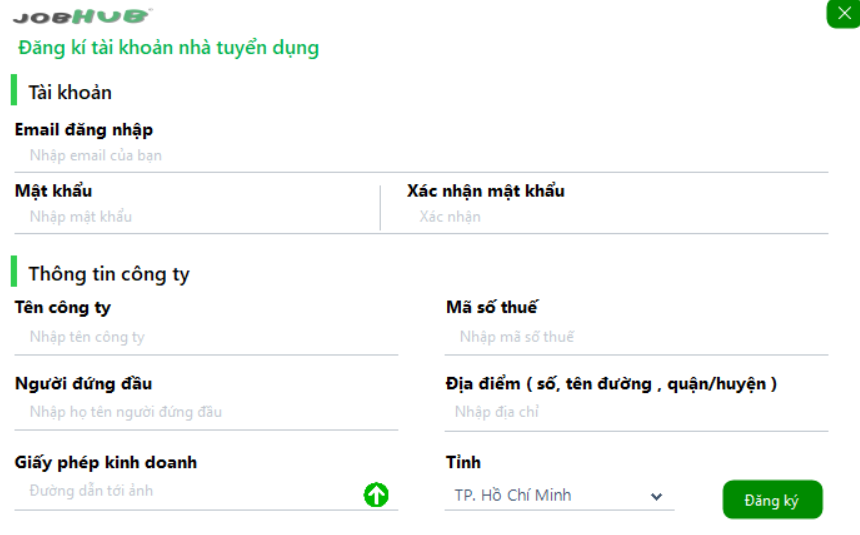 JOBHUB
Đăng kí tài khoản nhà tuyển dụng
Tài khoản
Email đăng nhập
Nhập email của bạn
Mật khẩu Xác nhận mật khẩu
Nhập mật khẩu Xác nhận
Thông tin công ty
Tên công ty Mã số thuế
Nhập tên công ty Nhập mã số thuế
Người đứng đầu Địa điểm ( số, tên đường , quận/huyện )
Nhập họ tên người đứng đầu Nhập địa chỉ
Giấy phép kinh doanh Tỉnh
Đường dẫn tới ảnh TP. Hồ Chí Minh Đăng ký